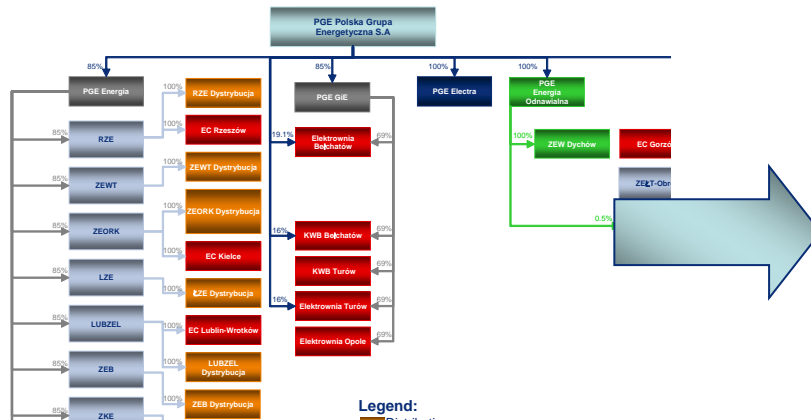 PGE Polska Grupa
Energetyczna S.A
85%
85%
100%
100%
PGE Energia
100%
RZE Dystrybucja
PGE GiE
PGE Electra
PGE
Energia
Odnawialna
85%
RZE
100%
EC Rzeszów
19.1%
Elektrownia
Bełchatów
69%
100%
ZEW Dychów
EC Gorzó
85%
ZEWT
100%
ZEWT Dystrybucja
ZEŁT-Obr
85%
ZEORK
100%
ZEORK Dystrybucja
0.5%
16%
KWB Bełchatów
69%
100%
EC Kielce
85%
LZE
100%
ŁZE Dystrybucja
KWB Turów
69%
16%
Elektrownia Turów
69%
85%
LUBZEL
100%
EC Lublin-Wrotków
Elektrownia Opole
69%
85%
ZEB
100%
LUBZEL
Dystrybucja
85%
ZKE
100%
ZEB Dystrybucja
Legend: